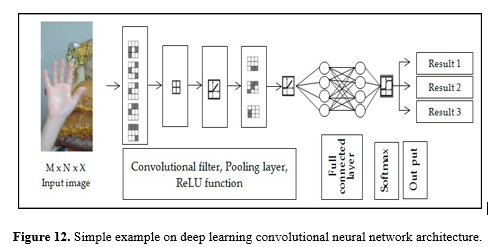 Result 1
Result 2
Result 3
M x N x X
Input image
Convolutional filter, Pooling layer,
ReLU function
Full
connected
layer
Softmax
Out put
Figure 12. Simple example on deep learning convolutional neural network architecture.